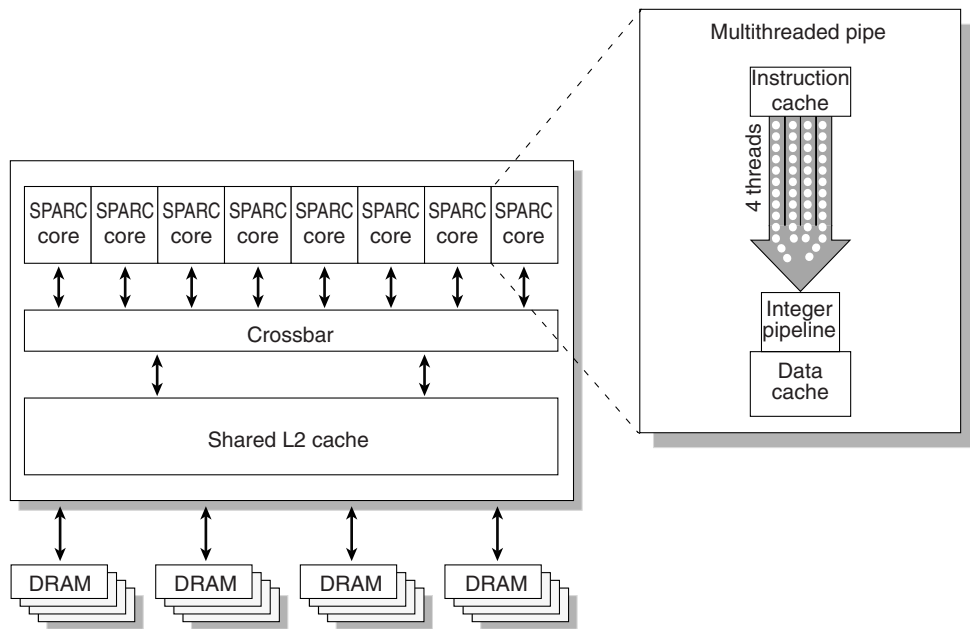 Multithreaded pipe
Instruction
cache
4 threads
Integer
pipeline
Data
cache
SPARC
core
SPARC
core
SPARC
core
SPARC
core
SPARC
core
SPARC
core
SPARC
core
SPARC
core
Crossbar
Shared L2 cache
DRAM
DRAM
DRAM
DRAM